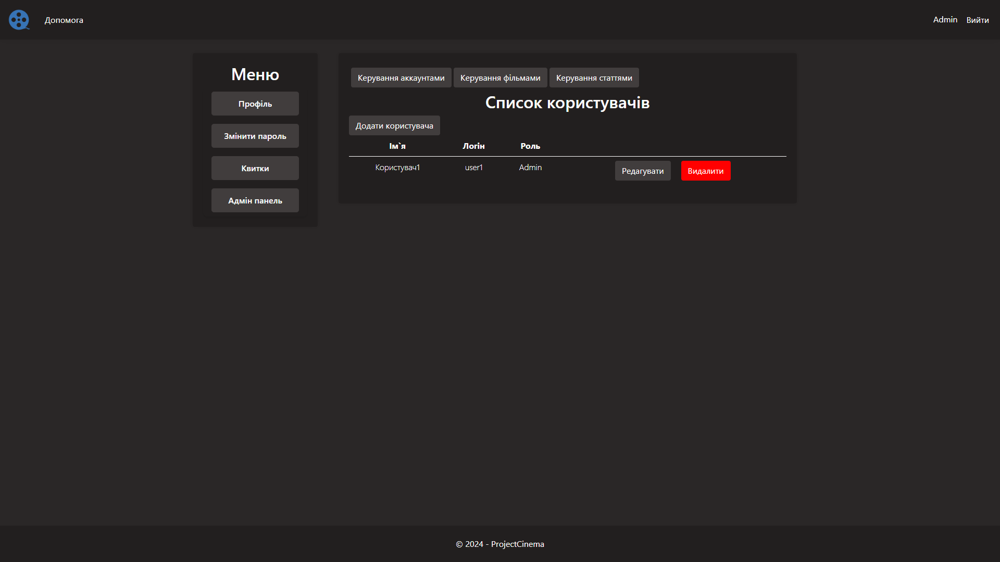 Допомога
Admin Вийти
Меню
Профіль
Змінити пароль
Квитки
Адмін панель
Керування аккаунтами Керування фільмами Керування статтями
Список користувачів
Додати користувача
Ім`я Логін Роль
Користувач1 user1 Admin Редагувати Видалити
© 2024 - ProjectCinema